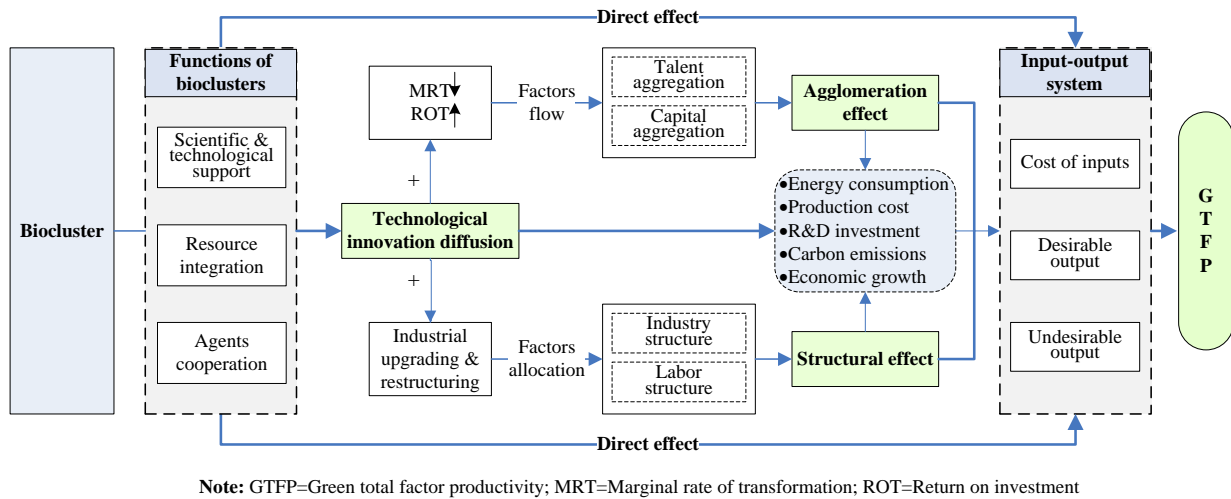 Direct effect
Biocluster
Functions of
bioclusters
Scientific &
technological
support
Resource
integration
Agents
cooperation
Technological
innovation diffusion
+
+
MRT
ROT
Factors
flow
Talent
aggregation
Capital
aggregation
Agglomeration
effect
●Energy consumption
●Production cost
●R&D investment
●Carbon emissions
●Economic growth
Industrial
upgrading &
restructuring
Factors
allocation
Industry
structure
Labor
structure
Structural effect
Input-output
system
Cost of inputs
Desirable
output
Undesirable
output
G
T
F
P
Direct effect
Note: GTFP=Green total factor productivity; MRT=Marginal rate of transformation; ROT=Return on investment